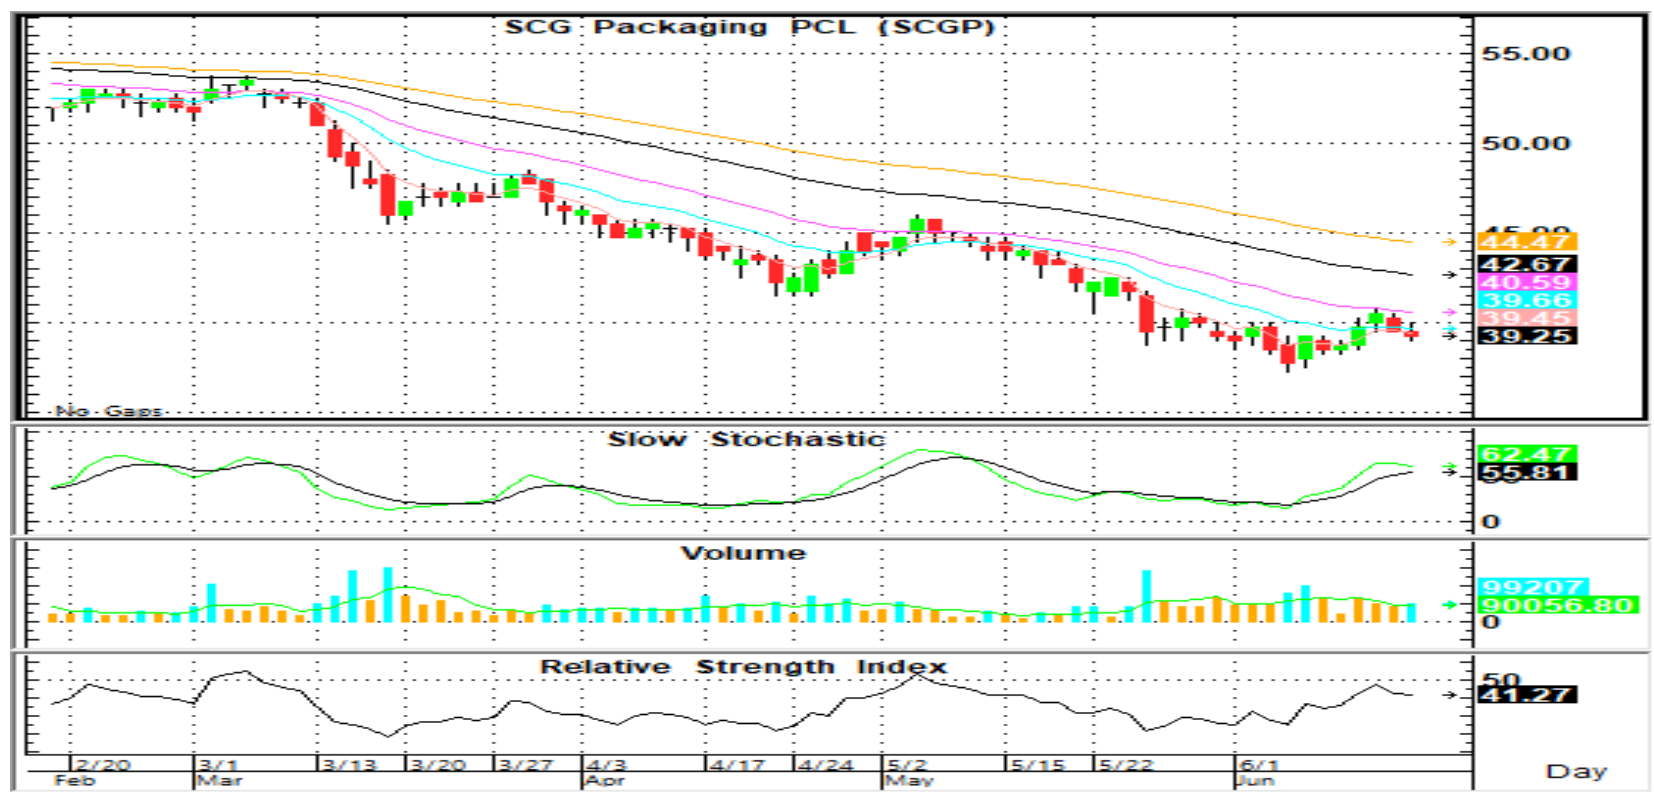 SCG Packaging PCL (SCGP)
55.00
50.00
44.47
42.67
40.59
39.66
39.45
39.25
No Gaps
Slow Stochastic
62.47
55.81
0
Volume
99207
90056.80
0
Relative Strength Index
50
41.27
2/20 3/1 3/13 3/20 3/27 4/3 4/17 4/24 5/2 5/15 5/22 6/1
Feb Mar Apr May Jun
Day